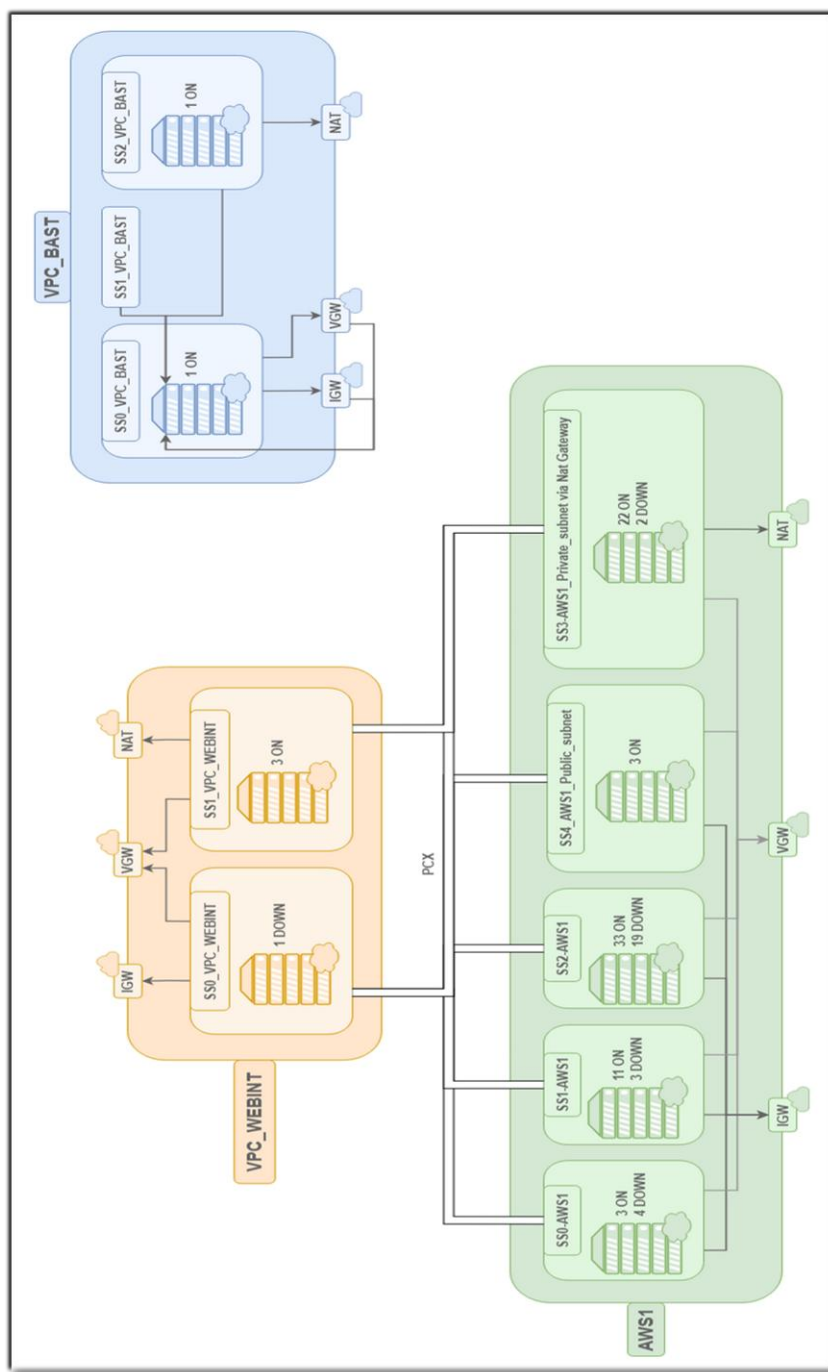 VPC_WEBINT
IGW
VGW
NAT
SS0_VPC_WEBINT
1 DOWN
SS1_VPC_WEBINT
3 ON
VPC_BAST
SS0_VPC_BAST
1 ON
SS1_VPC_BAST
SS2_VPC_BAST
1 ON
IGW
VGW
NAT
PCX
AWS1
SS0-AWS1
3 ON
4 DOWN
SS1-AWS1
11 ON
3 DOWN
SS2-AWS1
33 ON
19 DOWN
SS4_AWS1_Public_subnet
3 ON
SS3-AWS1_Private_subnet via Nat Gateway
22 ON
2 DOWN
IGW
VGW
NAT